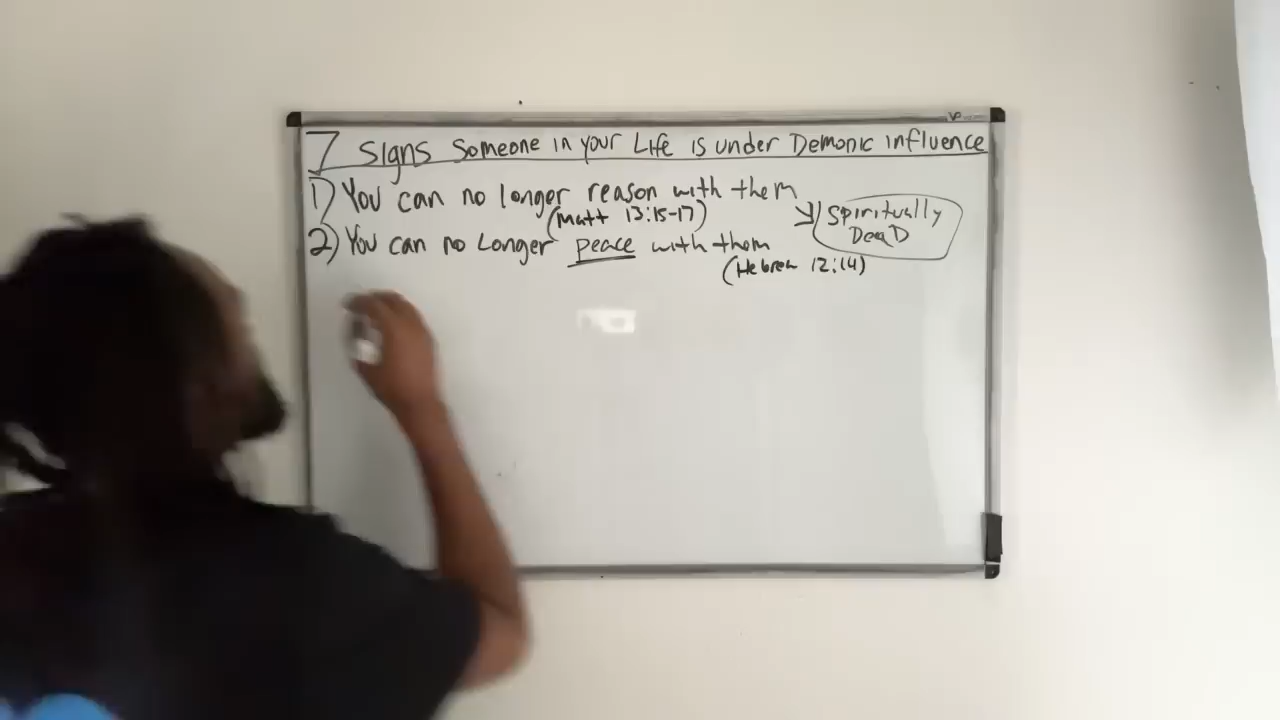 7 Signs Someone in your Life is under Demonic influence
1) You can no longer reason with them
(Matt 13:15-17)
Spiritually
DeaD
2) You can no Longer peace with them
(Hebrew 12:14)